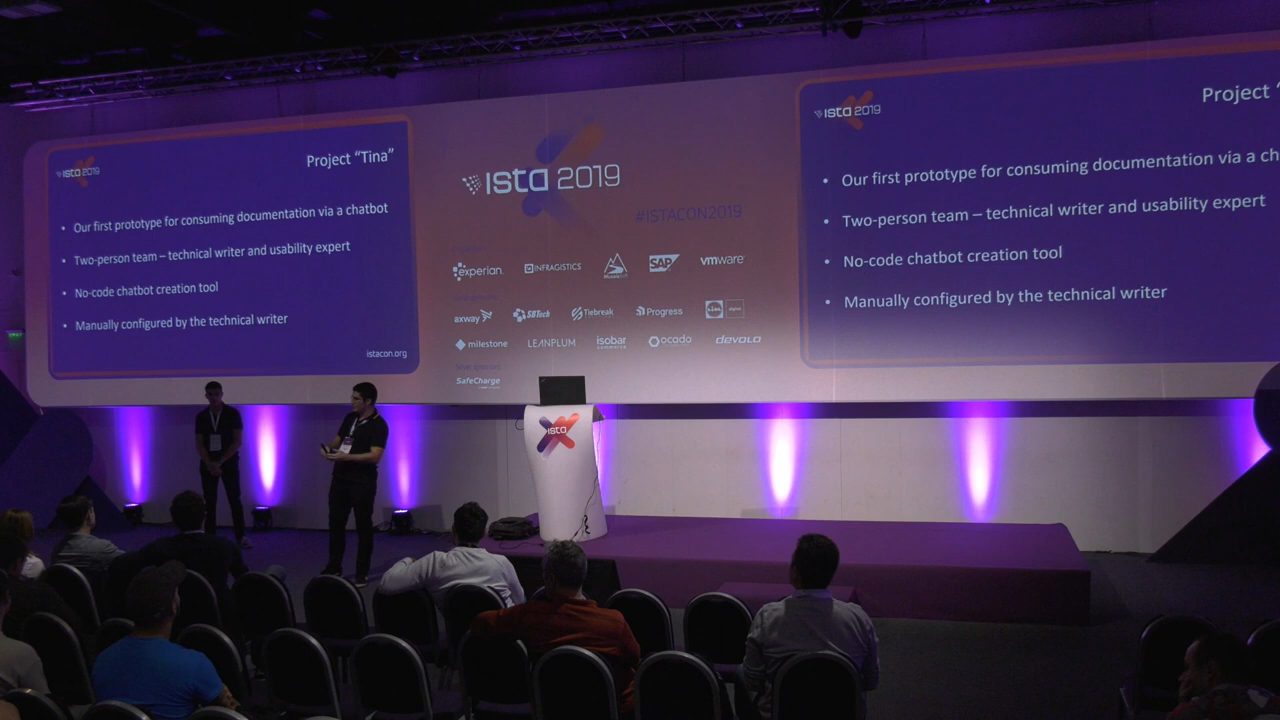 ista 2019
Project "Tina"
• Our first prototype for consuming documentation via a chatbot
• Two-person team – technical writer and usability expert
• No-code chatbot creation tool
• Manually configured by the technical writer
istacon.org
ista 2019
#ISTACON2019
experian.
INFRAGISTICS
SAP
vmware
axway
SBTech
Tiebreak
Progress
digital
milestone
LEANPLUM
isobar
commerce
ocado
devolo
SafeCharge
ista
ista 2019
Project
• Our first prototype for consuming documentation via a ch
• Two-person team – technical writer and usability expert
• No-code chatbot creation tool
• Manually configured by the technical writer